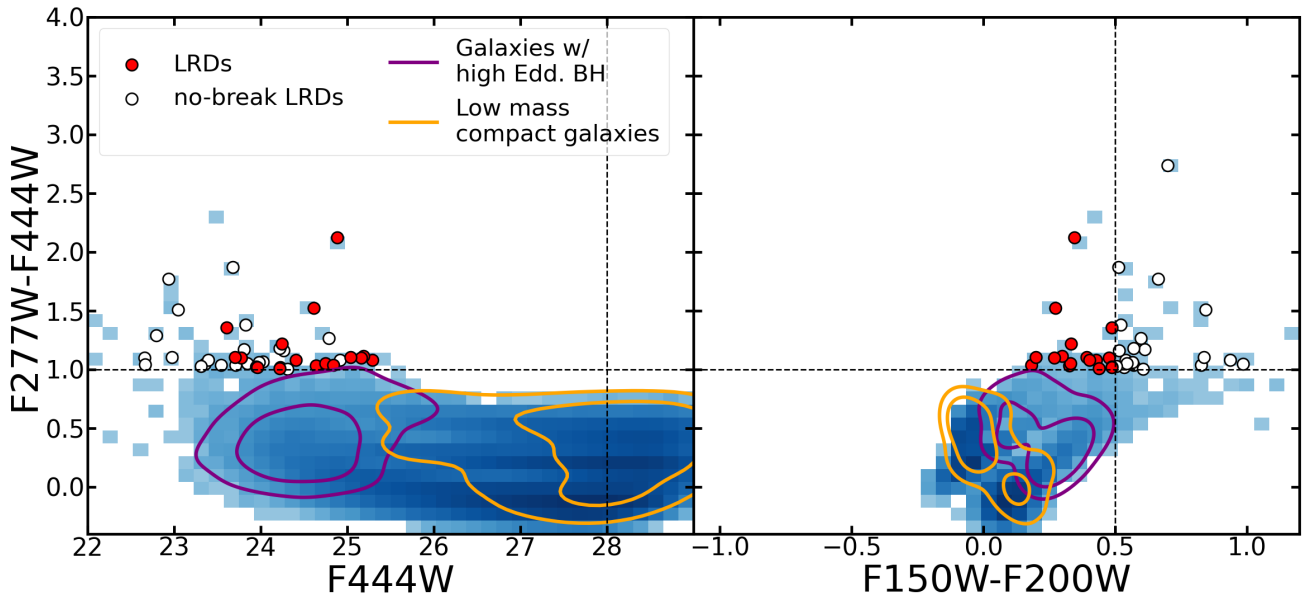 4.0
3.5
3.0
2.5
2.0
1.5
1.0
0.5
0.0
F277W-F444W
LRDs
no-break LRDs
Galaxies w/
high Edd. BH
Low mass
compact galaxies
22 23 24 25 26 27 28
F444W
−1.0 −0.5 0.0 0.5 1.0
F150W-F200W